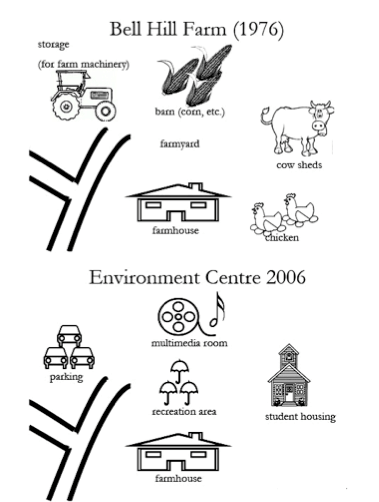 Bell Hill Farm (1976)
storage
(for farm machinery)
barn (corn, etc.)
farmyard
cow sheds
farmhouse
chicken
Environment Centre 2006
multimedia room
parking
recreation area
student housing
farmhouse